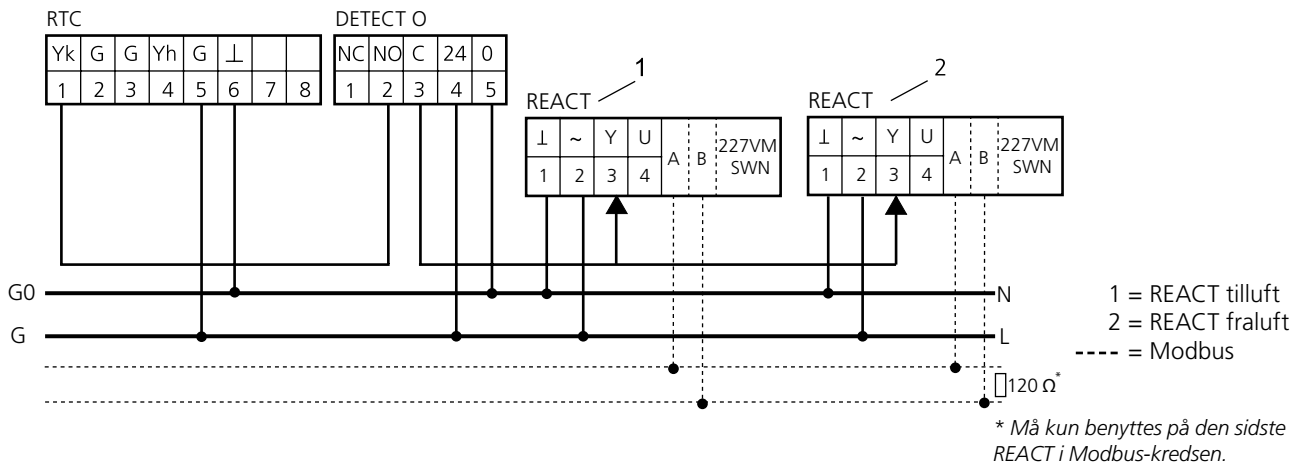 RTC
Yk G G Yh G ⊥
1 2 3 4 5 6 7 8
DETECT O
NC NO C 24 0
1 2 3 4 5
1
REACT
⊥ ~ Y U A B 227VM SWN
1 2 3 4
2
REACT
⊥ ~ Y U A B 227VM SWN
1 2 3 4
G0
N
G
L
1 = REACT tilluft
2 = REACT fraluft
---- = Modbus
120 Ω*
* Må kun benyttes på den sidste
REACT i Modbus-kredsen.